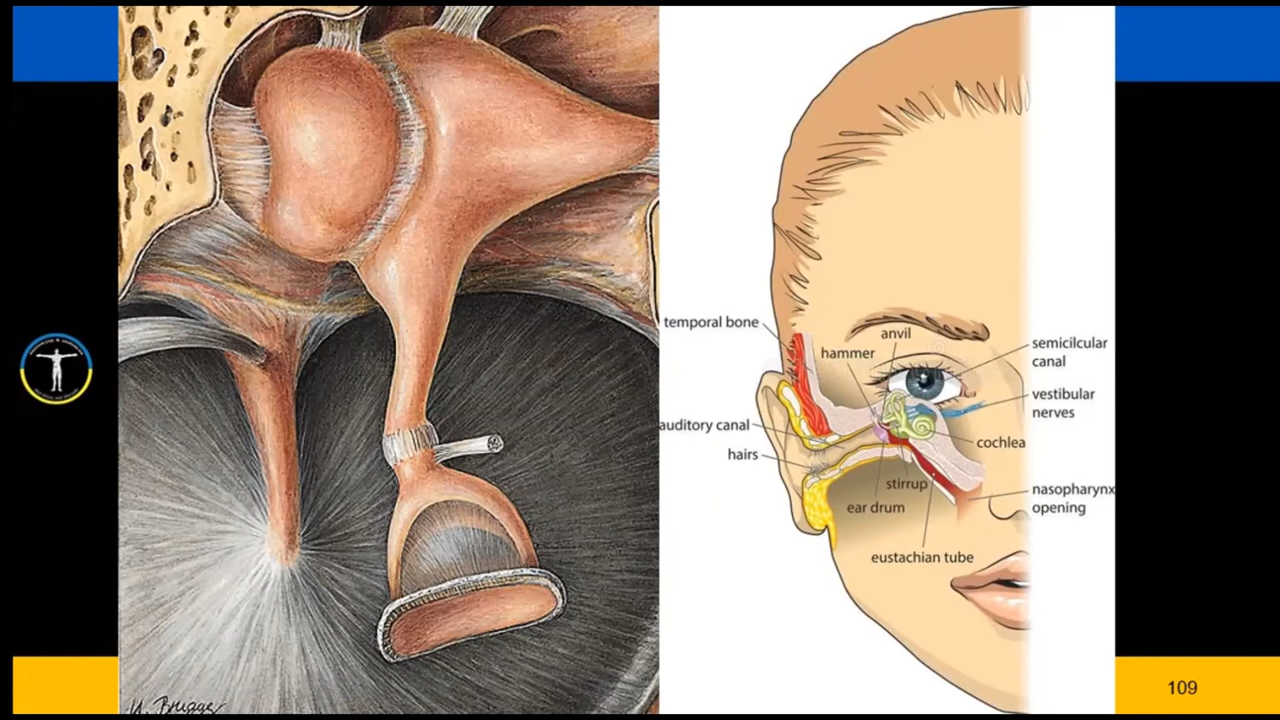 temporal bone
anvil
hammer
semicilcular
canal
vestibular
nerves
auditory canal
cochlea
hairs
stirrup
nasopharynx
opening
ear drum
eustachian tube
109